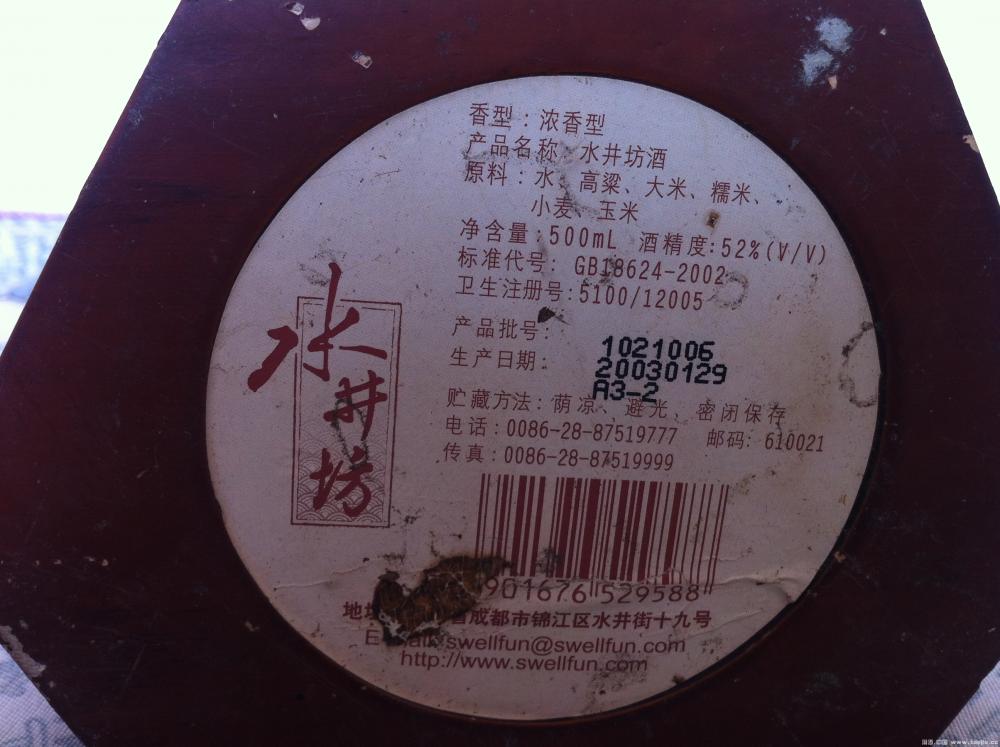 香型：浓香型
产品名称：水井坊酒
原料：水、高粱、大米、糯米、
小麦、玉米
净含量：500mL 酒精度：52%(V/V)
标准代号：GB18624-2002
卫生注册号：5100/12005
产品批号：
1021006
生产日期：
20030129
A3-2
贮藏方法：荫凉、避光、密闭保存
电话：0086-28-87519777 邮码：610021
传真：0086-28-87519999
水井坊
901676 529588
成都市锦江区水井街十九号
swellfun@swellfun.com
http://www.swellfun.com